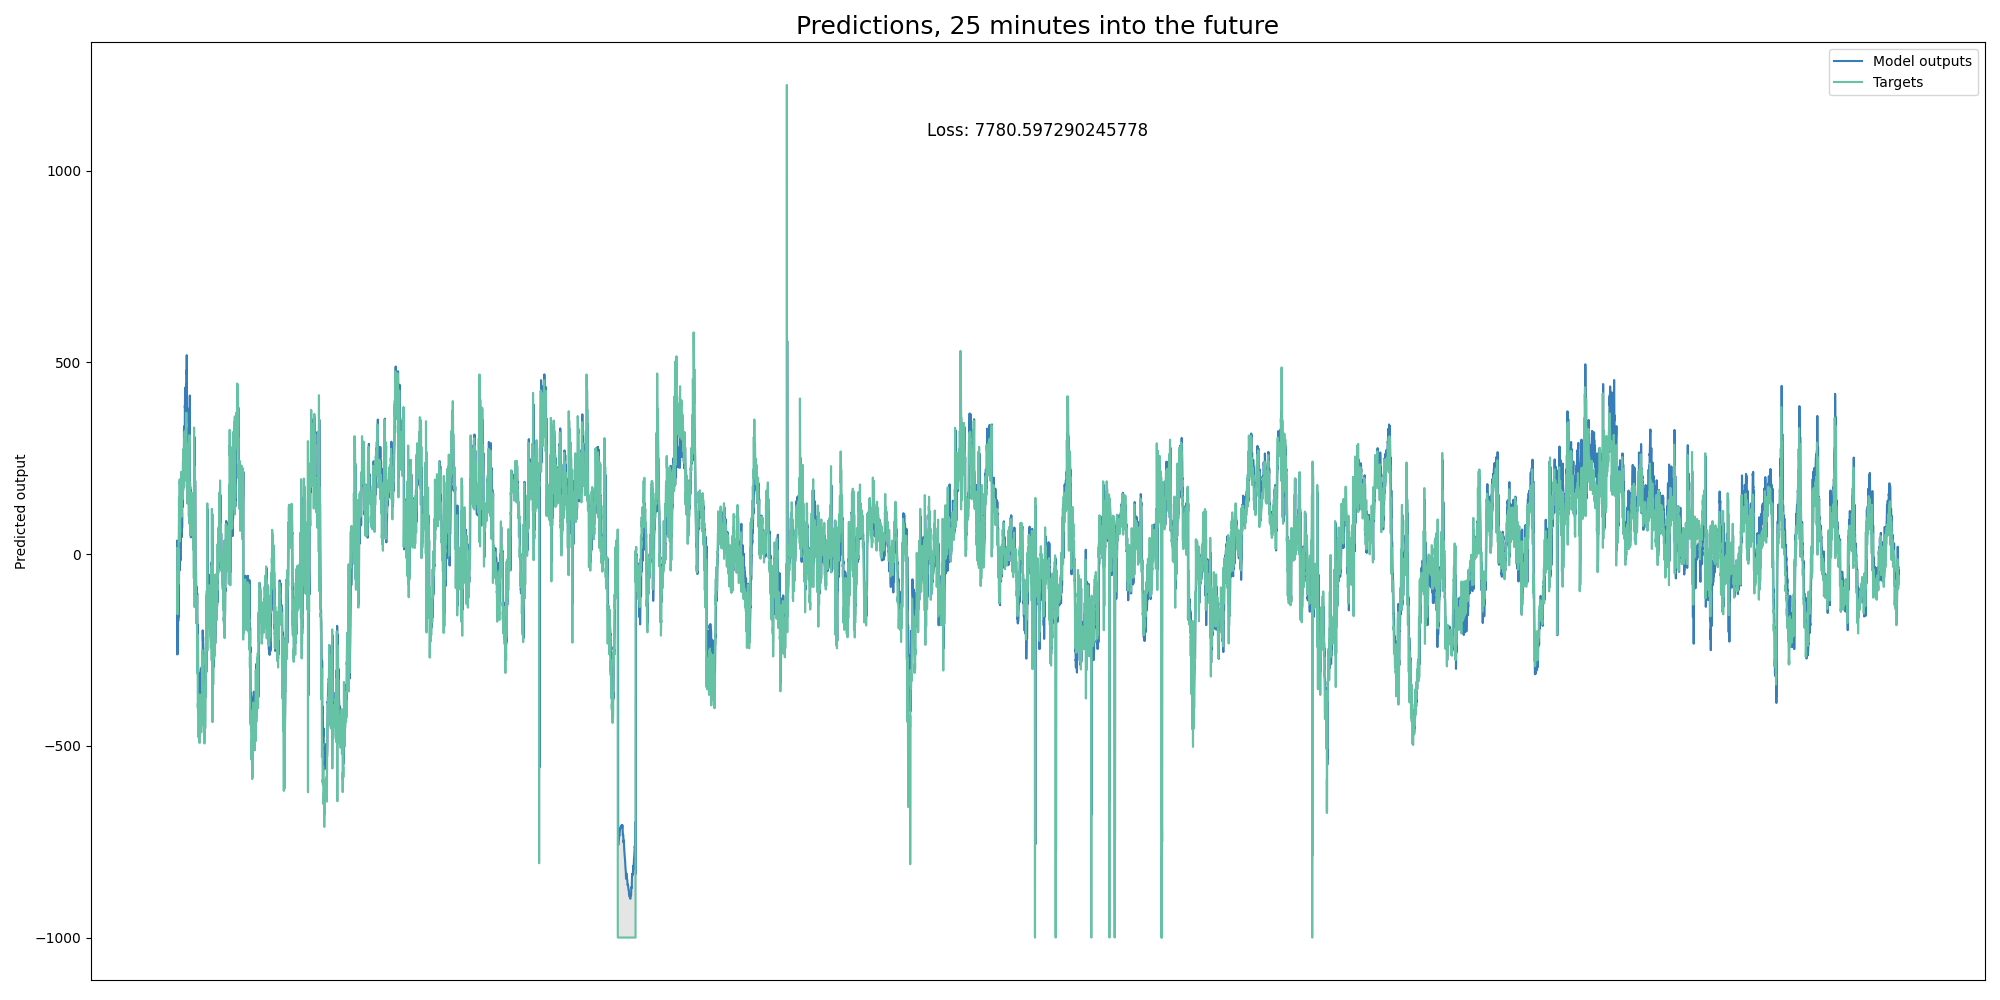 Predictions, 25 minutes into the future
Model outputs
Targets
Loss: 7780.597290245778
Predicted output
1000
500
0
−500
−1000